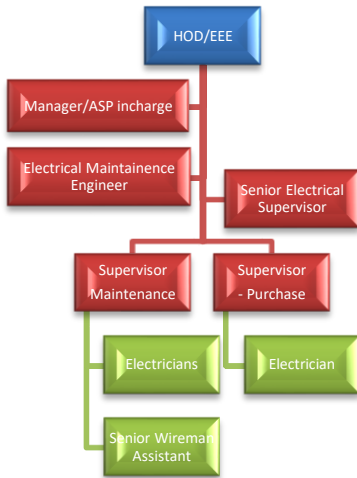 HOD/EEE
Manager/ASP incharge
Electrical Maintainence
Engineer
Senior Electrical
Supervisor
Supervisor
Maintenance
Supervisor
- Purchase
Electricians
Electrician
Senior Wireman
Assistant